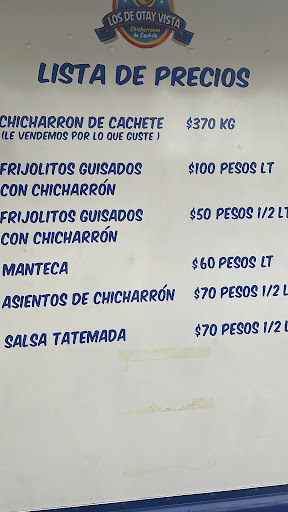 LOS DE OTAY VISTA
Chicharrones
de Cachete
LISTA DE PRECIOS
CHICHARRON DE CACHETE $370 KG
(LE VENDEMOS POR LO QUE GUSTE)
FRIJOLITOS GUISADOS $100 PESOS LT
CON CHICHARRÓN
FRIJOLITOS GUISADOS $50 PESOS 1/2 LT
CON CHICHARRÓN
MANTECA $60 PESOS LT
ASIENTOS DE CHICHARRÓN $70 PESOS 1/2 L
SALSA TATEMADA $70 PESOS 1/2 L